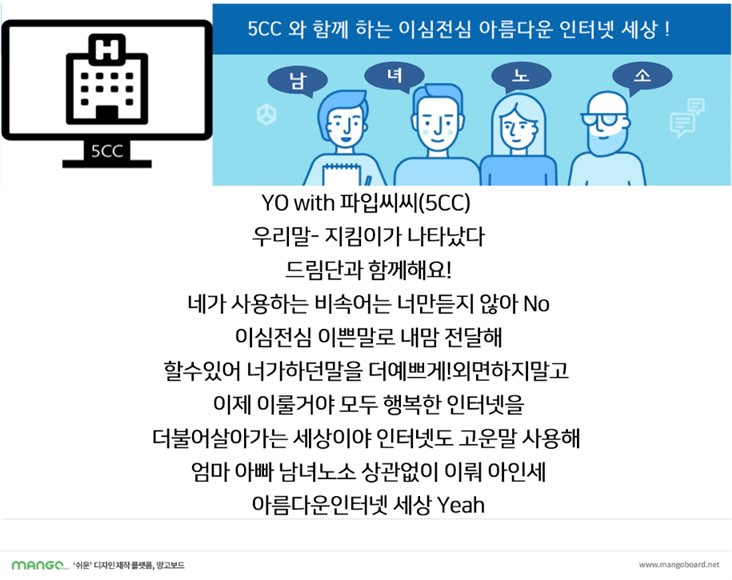 5CC 와 함께 하는 이심전심 아름다운 인터넷 세상 !
남 녀 노 소
H
5CC
YO with 파입씨씨(5CC)
우리말- 지킴이가 나타났다
드림단과 함께해요!
네가 사용하는 비속어는 너만듣지 않아 No
이심전심 이쁜말로 내맘 전달해
할수있어 너가하던말을 더예쁘게!외면하지말고
이제 이룰거야 모두 행복한 인터넷을
더불어살아가는 세상이야 인터넷도 고운말 사용해
엄마 아빠 남녀노소 상관없이 이뤄 아인세
아름다운인터넷 세상 Yeah
MANGO '쉬운' 디자인 제작 플랫폼, 망고보드
www.mangoboard.net